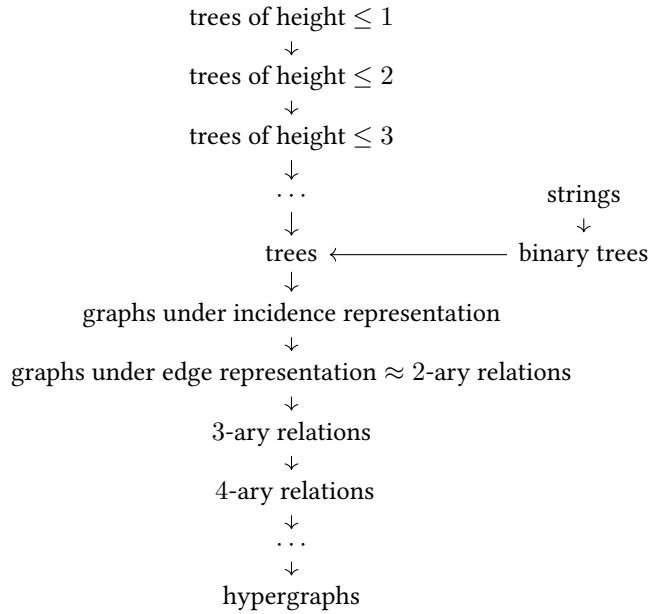 trees of height ≤ 1
trees of height ≤ 2
trees of height ≤ 3
···
strings
trees
binary trees
graphs under incidence representation
graphs under edge representation ≈ 2-ary relations
3-ary relations
4-ary relations
···
hypergraphs